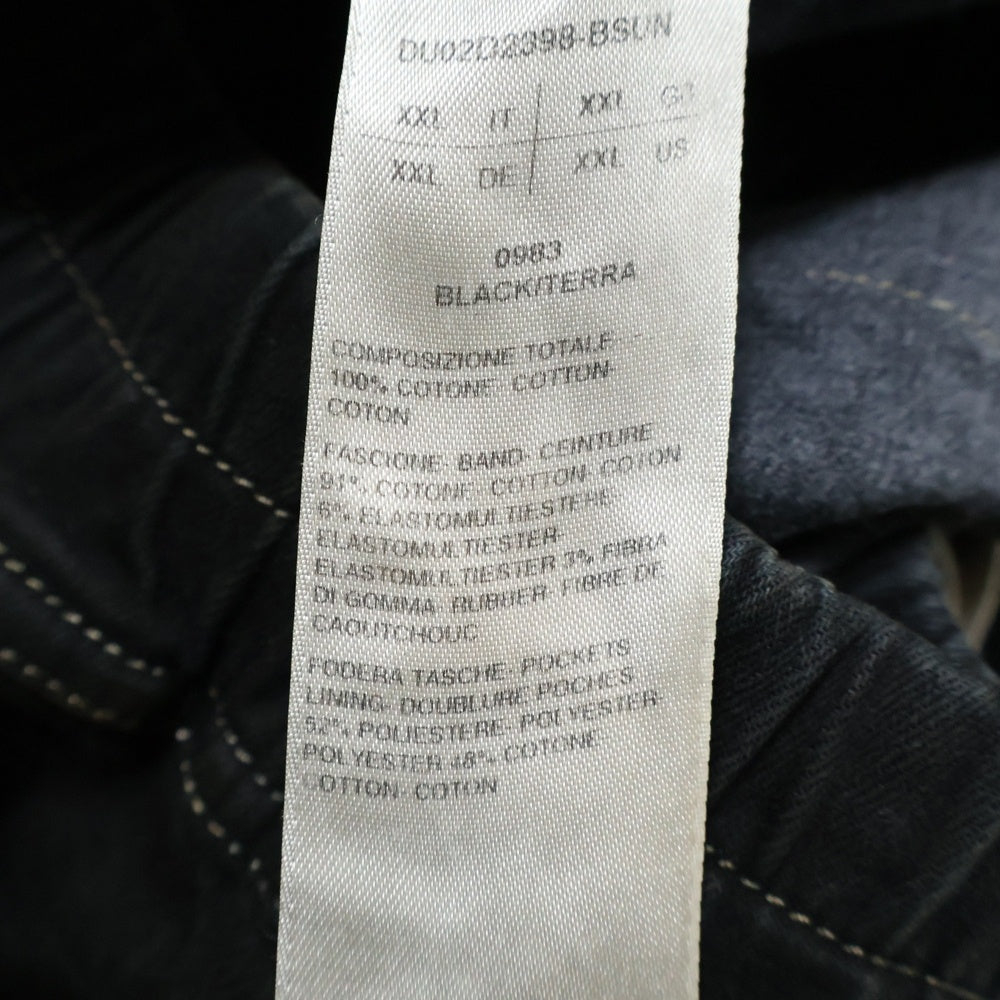 DU02D2398-BSUN
XXL IT XXL GB
XXL DE XXL US
0983
BLACK/TERRA
COMPOSIZIONE TOTALE- -
100% COTONE- COTTON-
COTON
FASCIONE- BAND- CEINTURE
91% COTONE- COTTON- COTON
6% ELASTOMULTIESTERE-
ELASTOMULTIESTER-
ELASTOMULTIESTER 3% FIBRA
DI GOMMA- RUBBER- FIBRE DE
CAOUTCHOUC
FODERA TASCHE- POCKETS
LINING- DOUBLURE POCHES
52% POLIESTERE- POLYESTER-
POLYESTER 48% COTONE-
COTTON- COTON